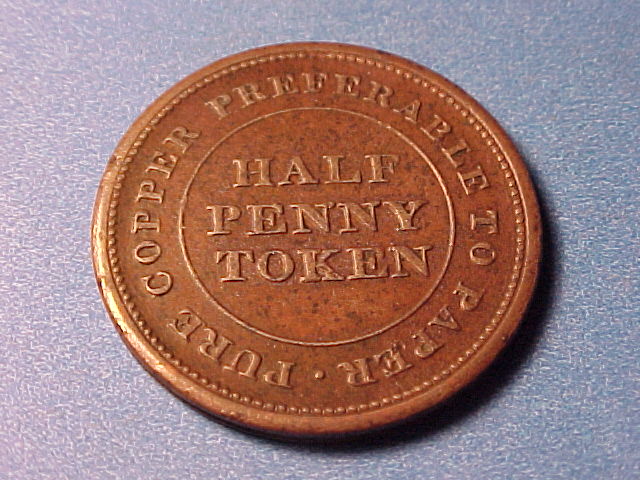 PURE COPPER PREFERABLE TO PAPER ·
HALF
PENNY
TOKEN